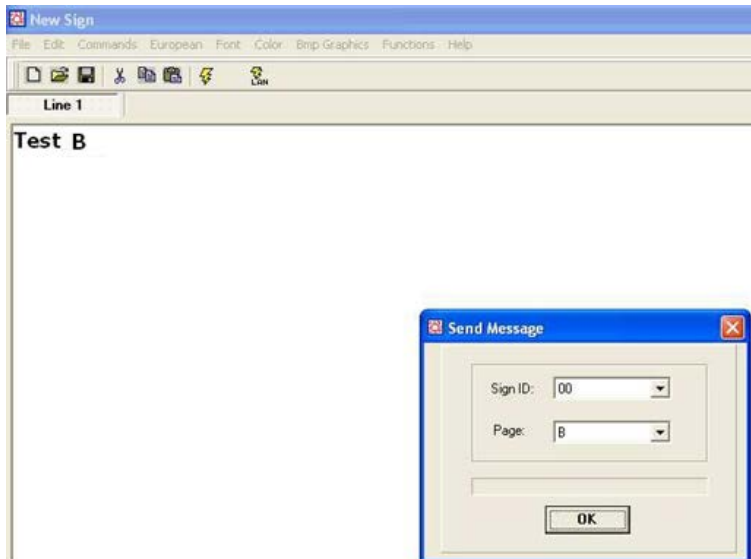 New Sign
File Edit Commands European Font Color Bmp Graphics Functions Help
LAN
Line 1
Test B
Send Message
Sign ID: 00
Page: B
OK